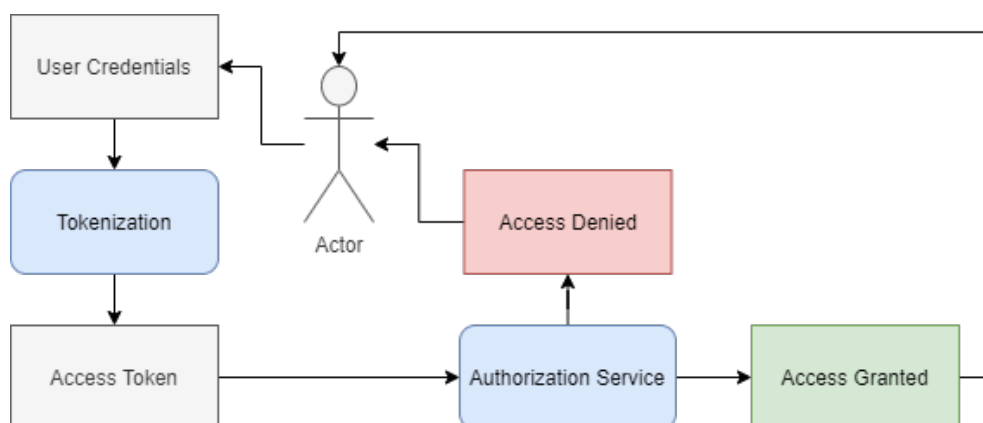 User Credentials
Tokenization
Actor
Access Denied
Access Token
Authorization Service
Access Granted